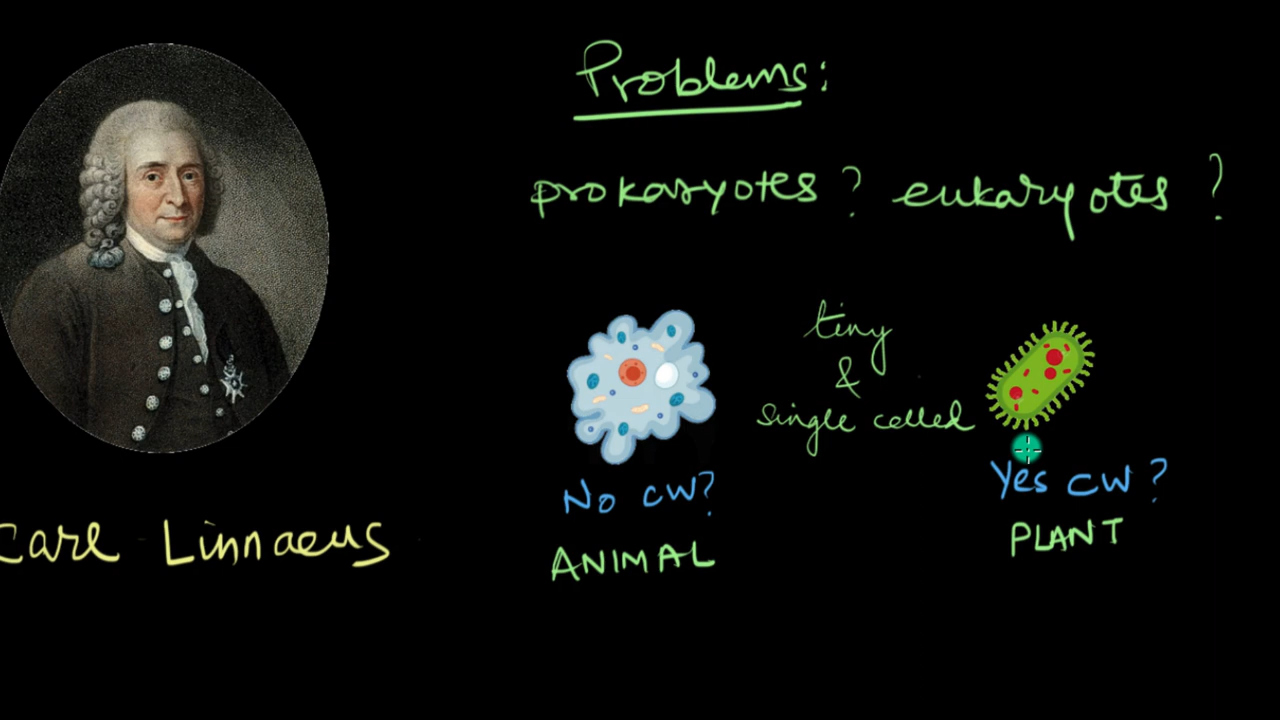 Problems:
prokaryotes ? eukaryotes ?
tiny
&
single celled
No CW?
Yes CW?
ANIMAL
PLANT
Carl Linnaeus